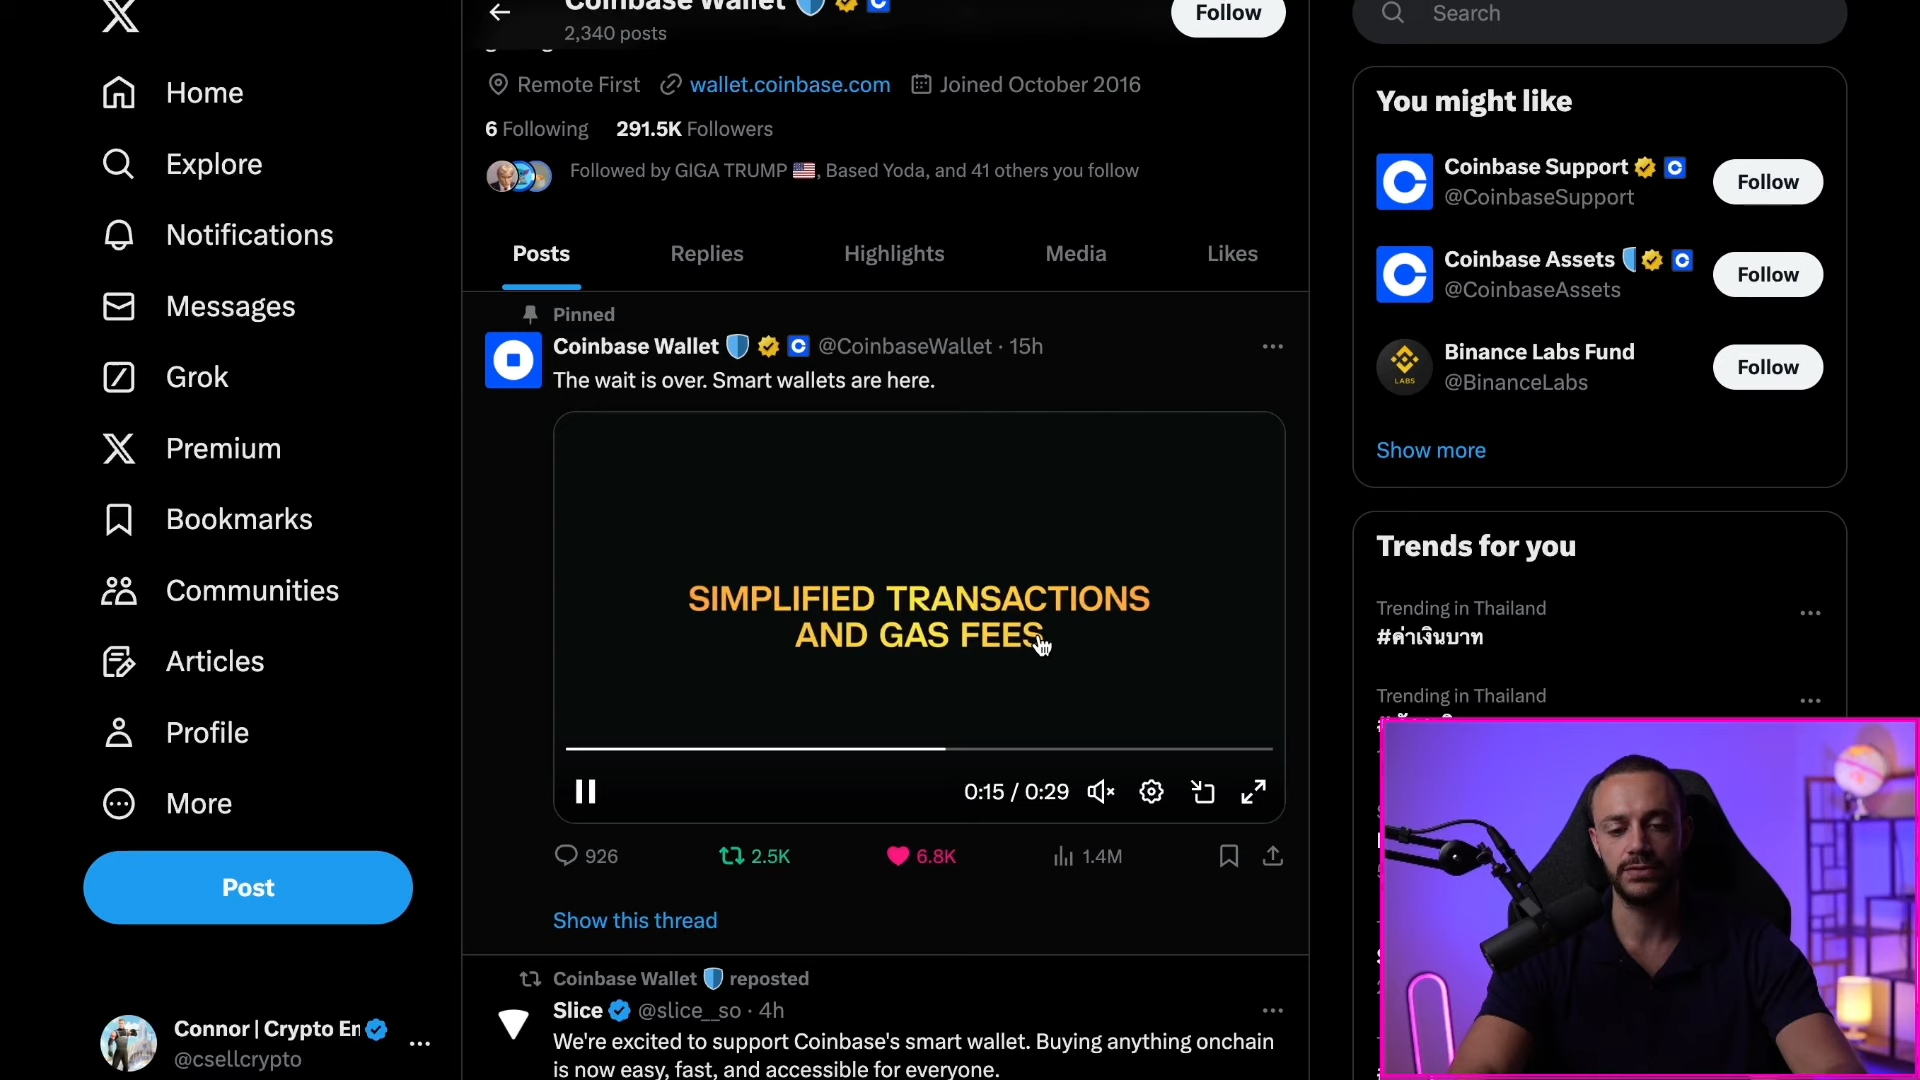 Home
Explore
Notifications
Messages
Grok
Premium
Bookmarks
Communities
Articles
Profile
More
Post
Connor | Crypto En
@csellcrypto
Coinbase Wallet
2,340 posts
Follow
Remote First wallet.coinbase.com Joined October 2016
6 Following 291.5K Followers
Followed by GIGA TRUMP 🇺🇸, Based Yoda, and 41 others you follow
Posts Replies Highlights Media Likes
Pinned
Coinbase Wallet 🛡️ @CoinbaseWallet · 15h
The wait is over. Smart wallets are here.
SIMPLIFIED TRANSACTIONS
AND GAS FEES
0:15 / 0:29
926 2.5K 6.8K 1.4M
Show this thread
Coinbase Wallet 🛡️ reposted
Slice @slice__so · 4h
We're excited to support Coinbase's smart wallet. Buying anything onchain
is now easy, fast, and accessible for everyone.
Search
You might like
Coinbase Support
@CoinbaseSupport
Follow
Coinbase Assets
@CoinbaseAssets
Follow
LABS
Binance Labs Fund
@BinanceLabs
Follow
Show more
Trends for you
Trending in Thailand
#ค่าเงินบาท
Trending in Thailand